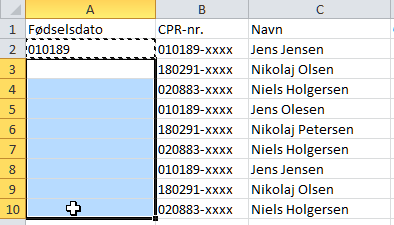 A B C
1 Fødselsdato CPR-nr. Navn
2 010189 010189-xxxx Jens Jensen
3 180291-xxxx Nikolaj Olsen
4 020883-xxxx Niels Holgersen
5 010189-xxxx Jens Olesen
6 180291-xxxx Nikolaj Petersen
7 020883-xxxx Niels Holgersen
8 010189-xxxx Jens Jensen
9 180291-xxxx Nikolaj Olsen
10 020883-xxxx Niels Holgersen